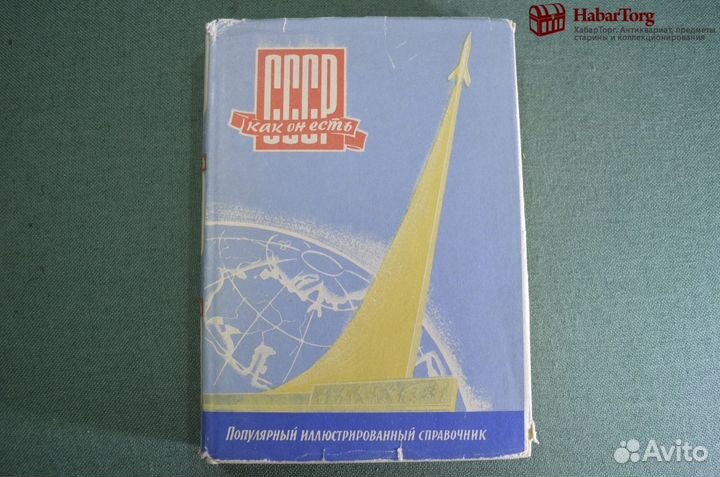 HabarTorg
ХабарТорг. Антиквариат, предметы
старины и коллекционирования
СССР
как он есть
Популярный иллюстрированный справочник
Avito